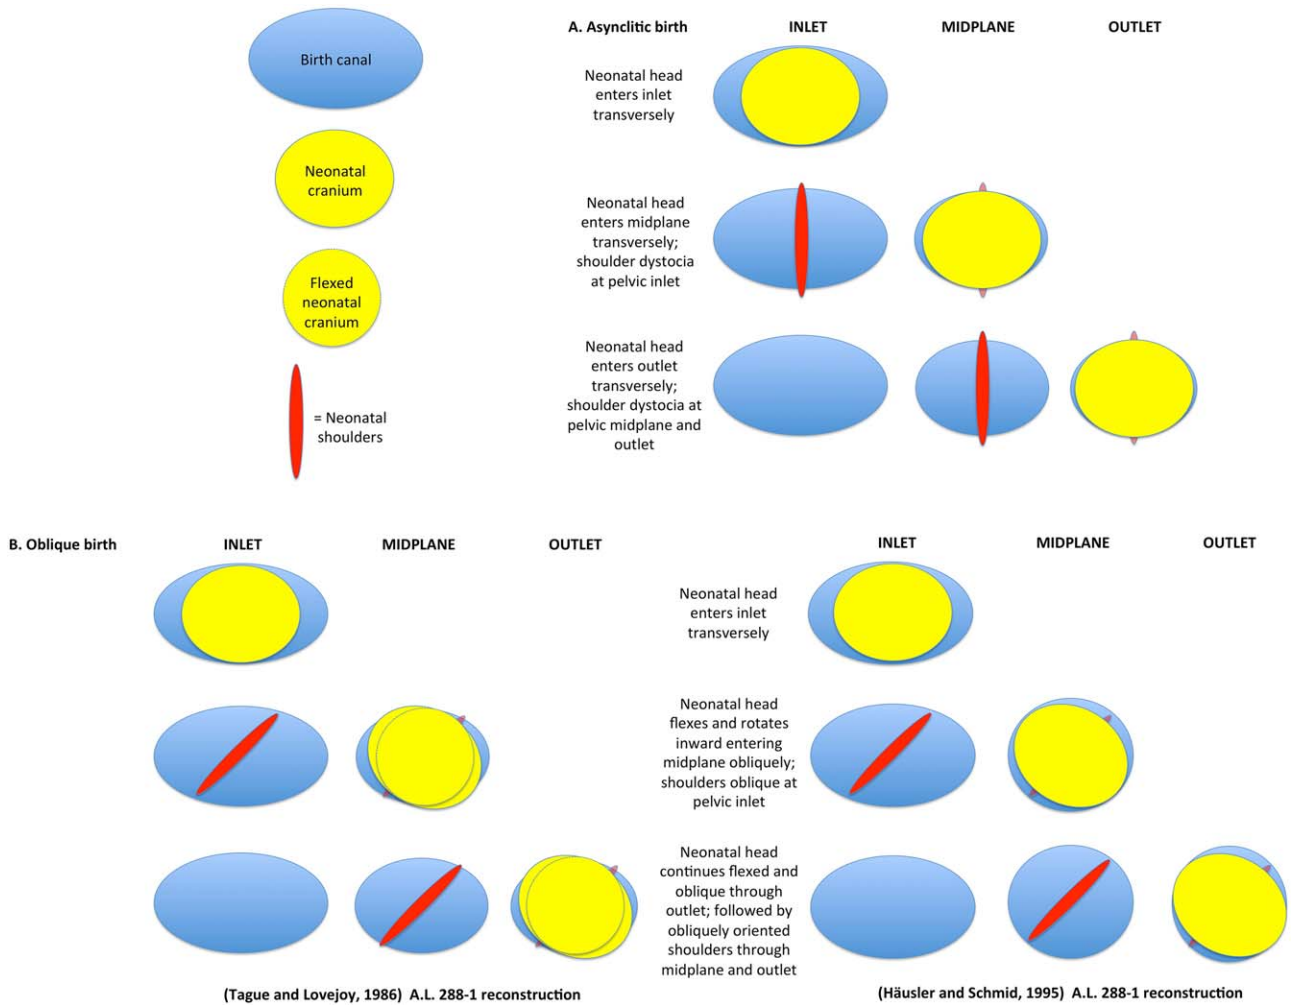 Birth canal
Neonatal
cranium
Flexed
neonatal
cranium
= Neonatal
shoulders
A. Asynclitic birth INLET MIDPLANE OUTLET
Neonatal head
enters inlet
transversely
Neonatal head
enters midplane
transversely;
shoulder dystocia
at pelvic inlet
Neonatal head
enters outlet
transversely;
shoulder dystocia at
pelvic midplane and
outlet
B. Oblique birth INLET MIDPLANE OUTLET
INLET MIDPLANE OUTLET
Neonatal head
enters inlet
transversely
Neonatal head
flexes and rotates
inward entering
midplane obliquely;
shoulders oblique at
pelvic inlet
Neonatal head
continues flexed and
oblique through
outlet; followed by
obliquely oriented
shoulders through
midplane and outlet
(Tague and Lovejoy, 1986) A.L. 288-1 reconstruction
(Häusler and Schmid, 1995) A.L. 288-1 reconstruction